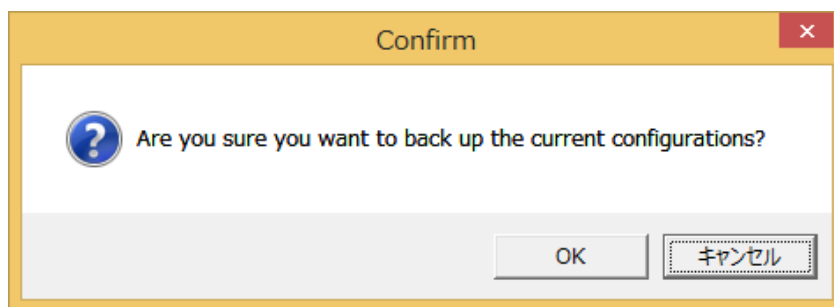 Confirm
Are you sure you want to back up the current configurations?
OK
キャンセル